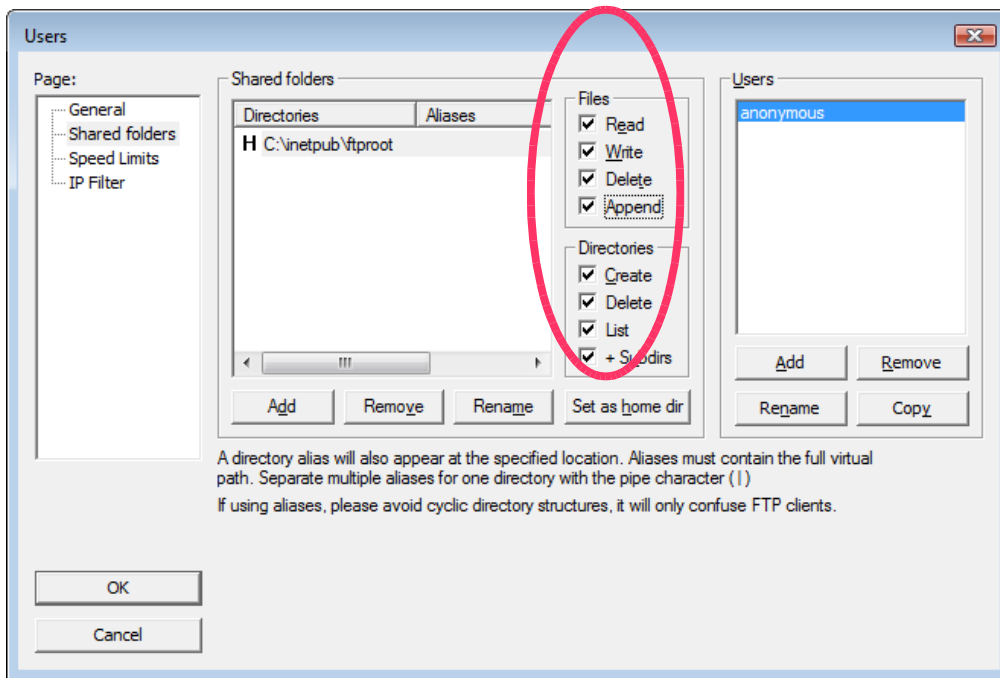 Users
Page:
General
Shared folders
Speed Limits
IP Filter
Shared folders
Directories Aliases
H C:\inetpub\ftproot
Files
Read
Write
Delete
Append
Directories
Create
Delete
List
+ Subdirs
Add Remove Rename Set as home dir
Users
anonymous
Add Remove
Rename Copy
A directory alias will also appear at the specified location. Aliases must contain the full virtual
path. Separate multiple aliases for one directory with the pipe character ( | )
If using aliases, please avoid cyclic directory structures, it will only confuse FTP clients.
OK
Cancel